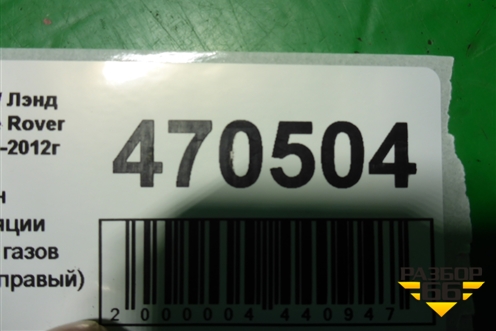 / Лэнд
e Rover
-2012г
н
яции
газов
правый)
470504
2 000004 440947
РАЗБОР
66